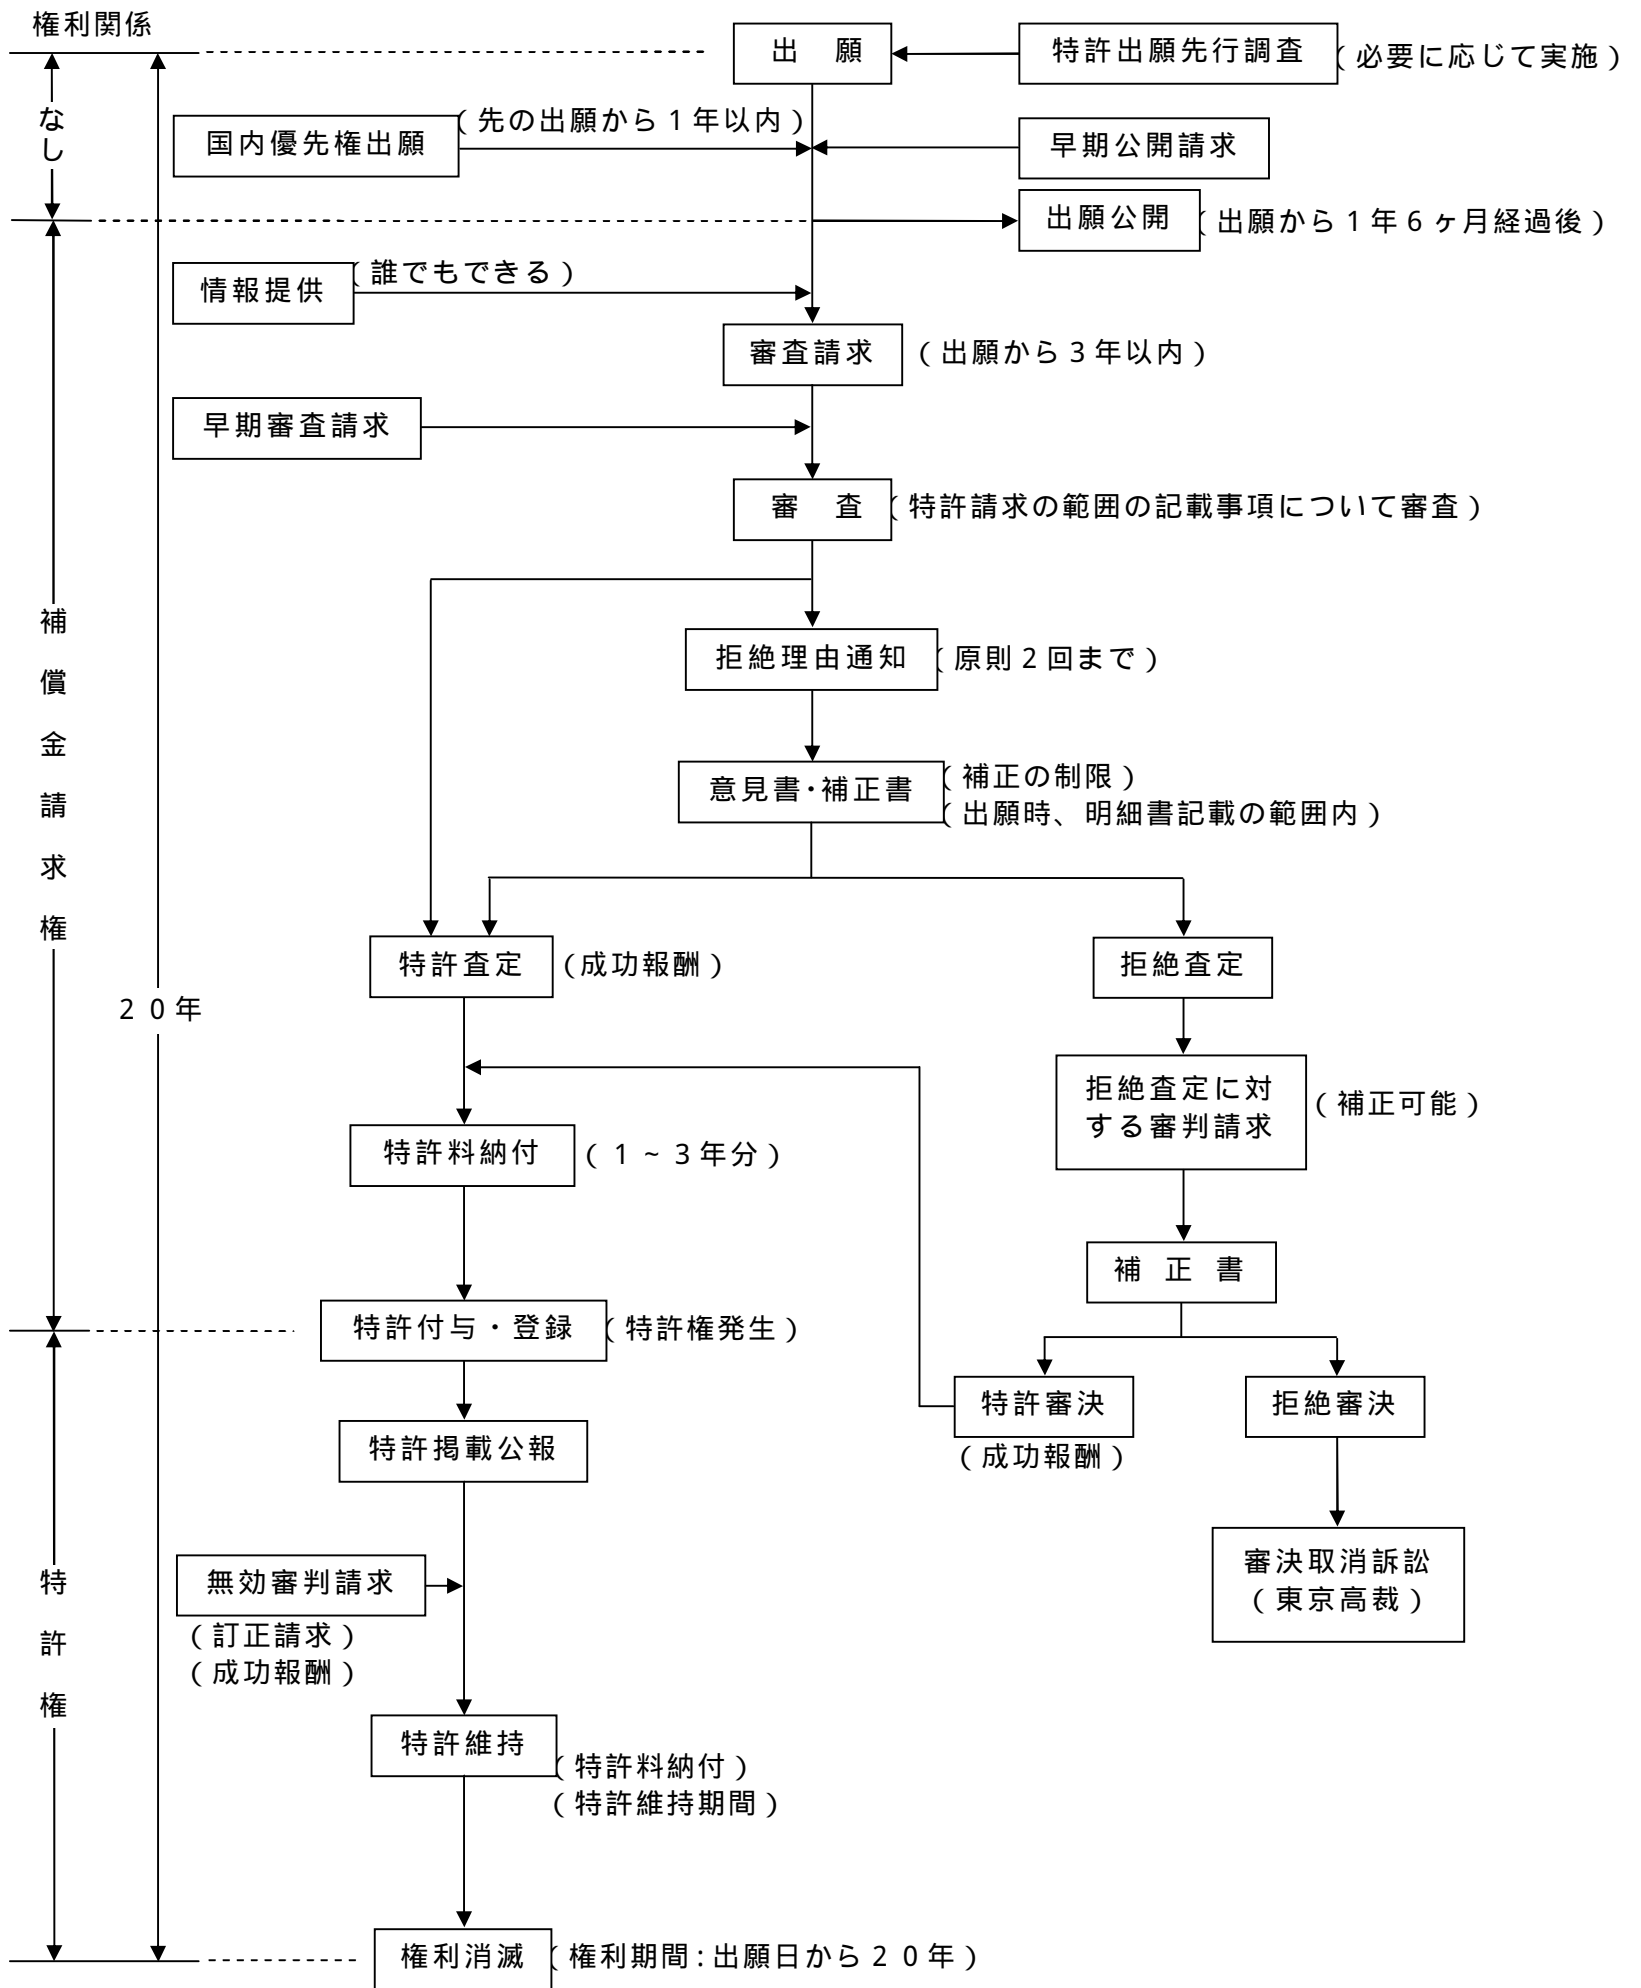 権利関係
出　願
特許出願先行調査
(必要に応じて実施)
なし
国内優先権出願
(先の出願から1年以内)
早期公開請求
出願公開
(出願から1年6ヶ月経過後)
情報提供
(誰でもできる)
審査請求
(出願から3年以内)
早期審査請求
審　査
(特許請求の範囲の記載事項について審査)
補償金請求権
拒絶理由通知
(原則2回まで)
意見書・補正書
(補正の制限)
(出願時、明細書記載の範囲内)
特許査定
(成功報酬)
拒絶査定
20年
拒絶査定に対
する審判請求
(補正可能)
特許料納付
(1~3年分)
補 正 書
特許付与・登録
(特許権発生)
特許審決
(成功報酬)
拒絶審決
特許掲載公報
審決取消訴訟
(東京高裁)
特許権
無効審判請求
(訂正請求)
(成功報酬)
特許維持
(特許料納付)
(特許維持期間)
権利消滅
(権利期間:出願日から20年)